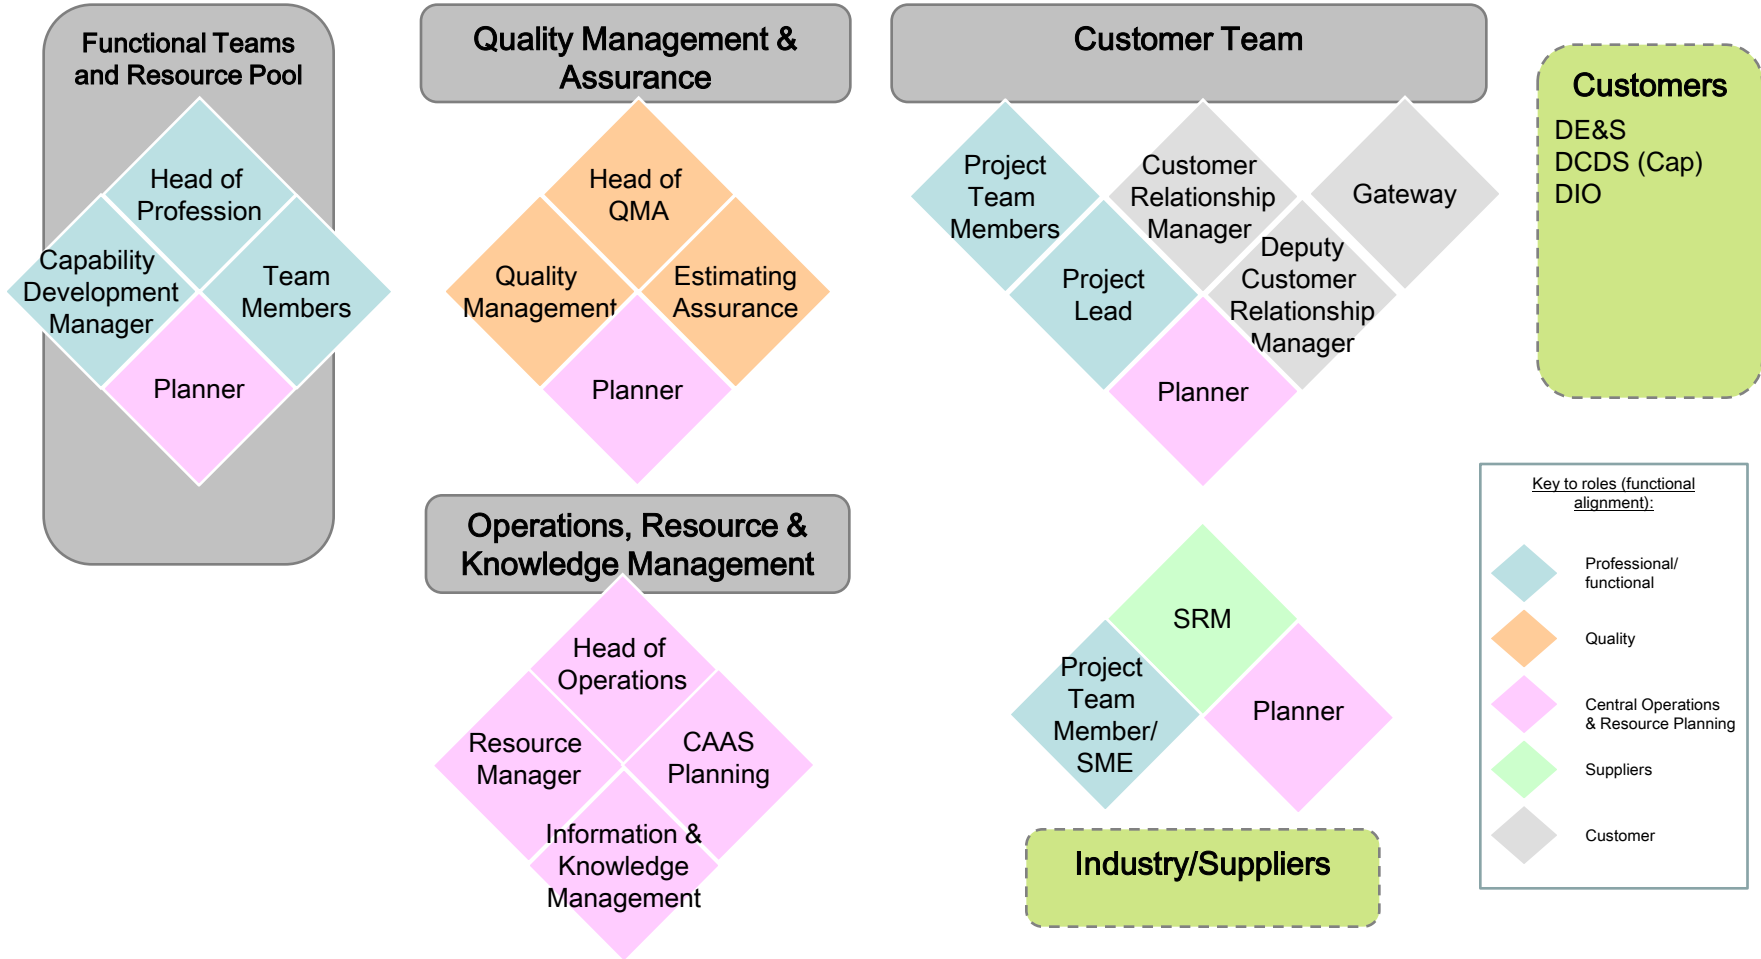 Functional Teams
and Resource Pool
Head of
Profession
Capability
Development
Manager
Team
Members
Planner
Quality Management &
Assurance
Head of
QMA
Quality
Management
Estimating
Assurance
Planner
Customer Team
Project
Team
Members
Customer
Relationship
Manager
Gateway
Project
Lead
Deputy
Customer
Relationship
Manager
Planner
Customers
DE&S
DCDS (Cap)
DIO
Operations, Resource &
Knowledge Management
Head of
Operations
Resource
Manager
CAAS
Planning
Information &
Knowledge
Management
SRM
Project
Team
Member/
SME
Planner
Industry/Suppliers
Key to roles (functional
alignment):
Professional/
functional
Quality
Central Operations
& Resource Planning
Suppliers
Customer